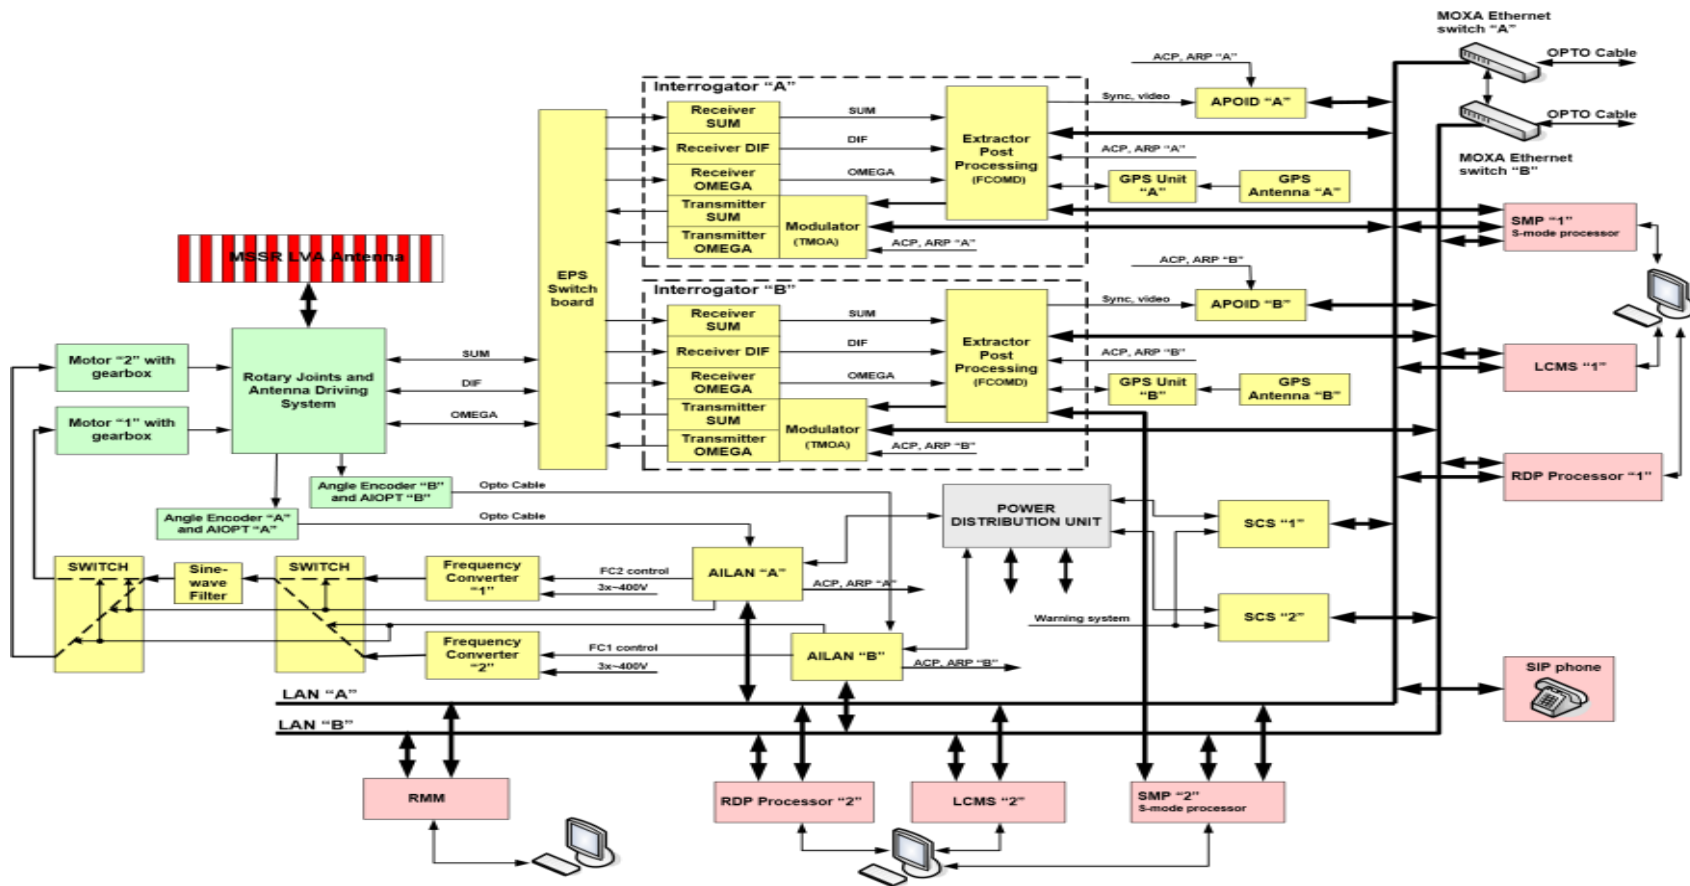 MOXA Ethernet
switch "A"
OPTO Cable
OPTO Cable
MOXA Ethernet
switch "B"
ACP, ARP "A"
Interrogator "A"
Receiver
SUM
SUM
Receiver DIF
DIF
Receiver
OMEGA
OMEGA
Transmitter
SUM
Transmitter
OMEGA
Modulator
(TMOA)
ACP, ARP "A"
Extractor
Post
Processing
(FCOMD)
Sync, video
APOID "A"
ACP, ARP "A"
GPS Unit
"A"
GPS
Antenna "A"
SMP "1"
S-mode processor
MSSR LVA Antenna
EPS
Switch
board
ACP, ARP "B"
Interrogator "B"
Receiver
SUM
SUM
Receiver DIF
DIF
Receiver
OMEGA
OMEGA
Transmitter
SUM
Transmitter
OMEGA
Modulator
(TMOA)
ACP, ARP "B"
Extractor
Post
Processing
(FCOMD)
Sync, video
APOID "B"
ACP, ARP "B"
GPS Unit
"B"
GPS
Antenna "B"
LCMS "1"
Motor "2" with
gearbox
Motor "1" with
gearbox
Rotary Joints and
Antenna Driving
System
SUM
DIF
OMEGA
RDP Processor "1"
Angle Encoder "B"
and AIOPT "B"
Opto Cable
Angle Encoder "A"
and AIOPT "A"
Opto Cable
POWER
DISTRIBUTION UNIT
SCS "1"
SWITCH
Sine-
wave
Filter
SWITCH
Frequency
Converter
"1"
FC2 control
3x~400V
AILAN "A"
ACP, ARP "A"
Warning system
SCS "2"
Frequency
Converter
"2"
FC1 control
3x~400V
AILAN "B"
ACP, ARP "B"
SIP phone
LAN "A"
LAN "B"
RMM
RDP Processor "2"
LCMS "2"
SMP "2"
S-mode processor